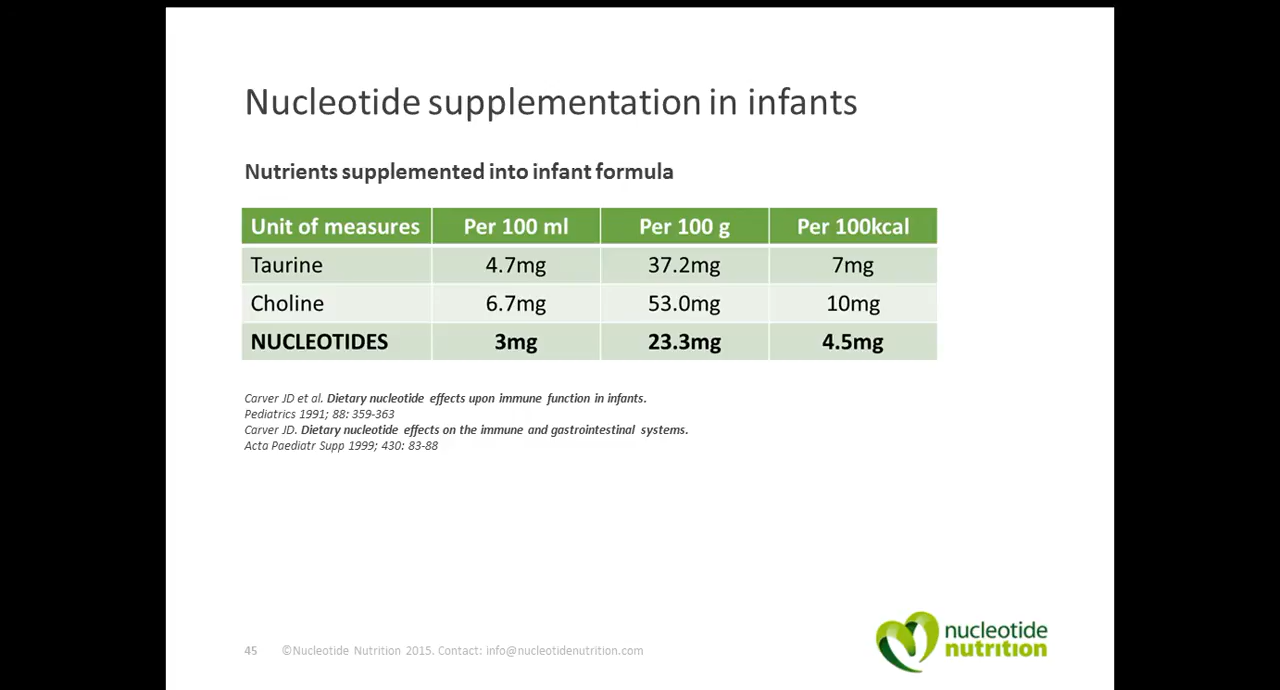 Nucleotide supplementation in infants
Nutrients supplemented into infant formula
Unit of measures Per 100 ml Per 100 g Per 100kcal
Taurine 4.7mg 37.2mg 7mg
Choline 6.7mg 53.0mg 10mg
NUCLEOTIDES 3mg 23.3mg 4.5mg
Carver JD et al. Dietary nucleotide effects upon immune function in infants.
Pediatrics 1991; 88: 359-363
Carver JD. Dietary nucleotide effects on the immune and gastrointestinal systems.
Acta Paediatr Supp 1999; 430: 83-88
nucleotide
nutrition
45 ©Nucleotide Nutrition 2015. Contact: info@nucleotidenutrition.com